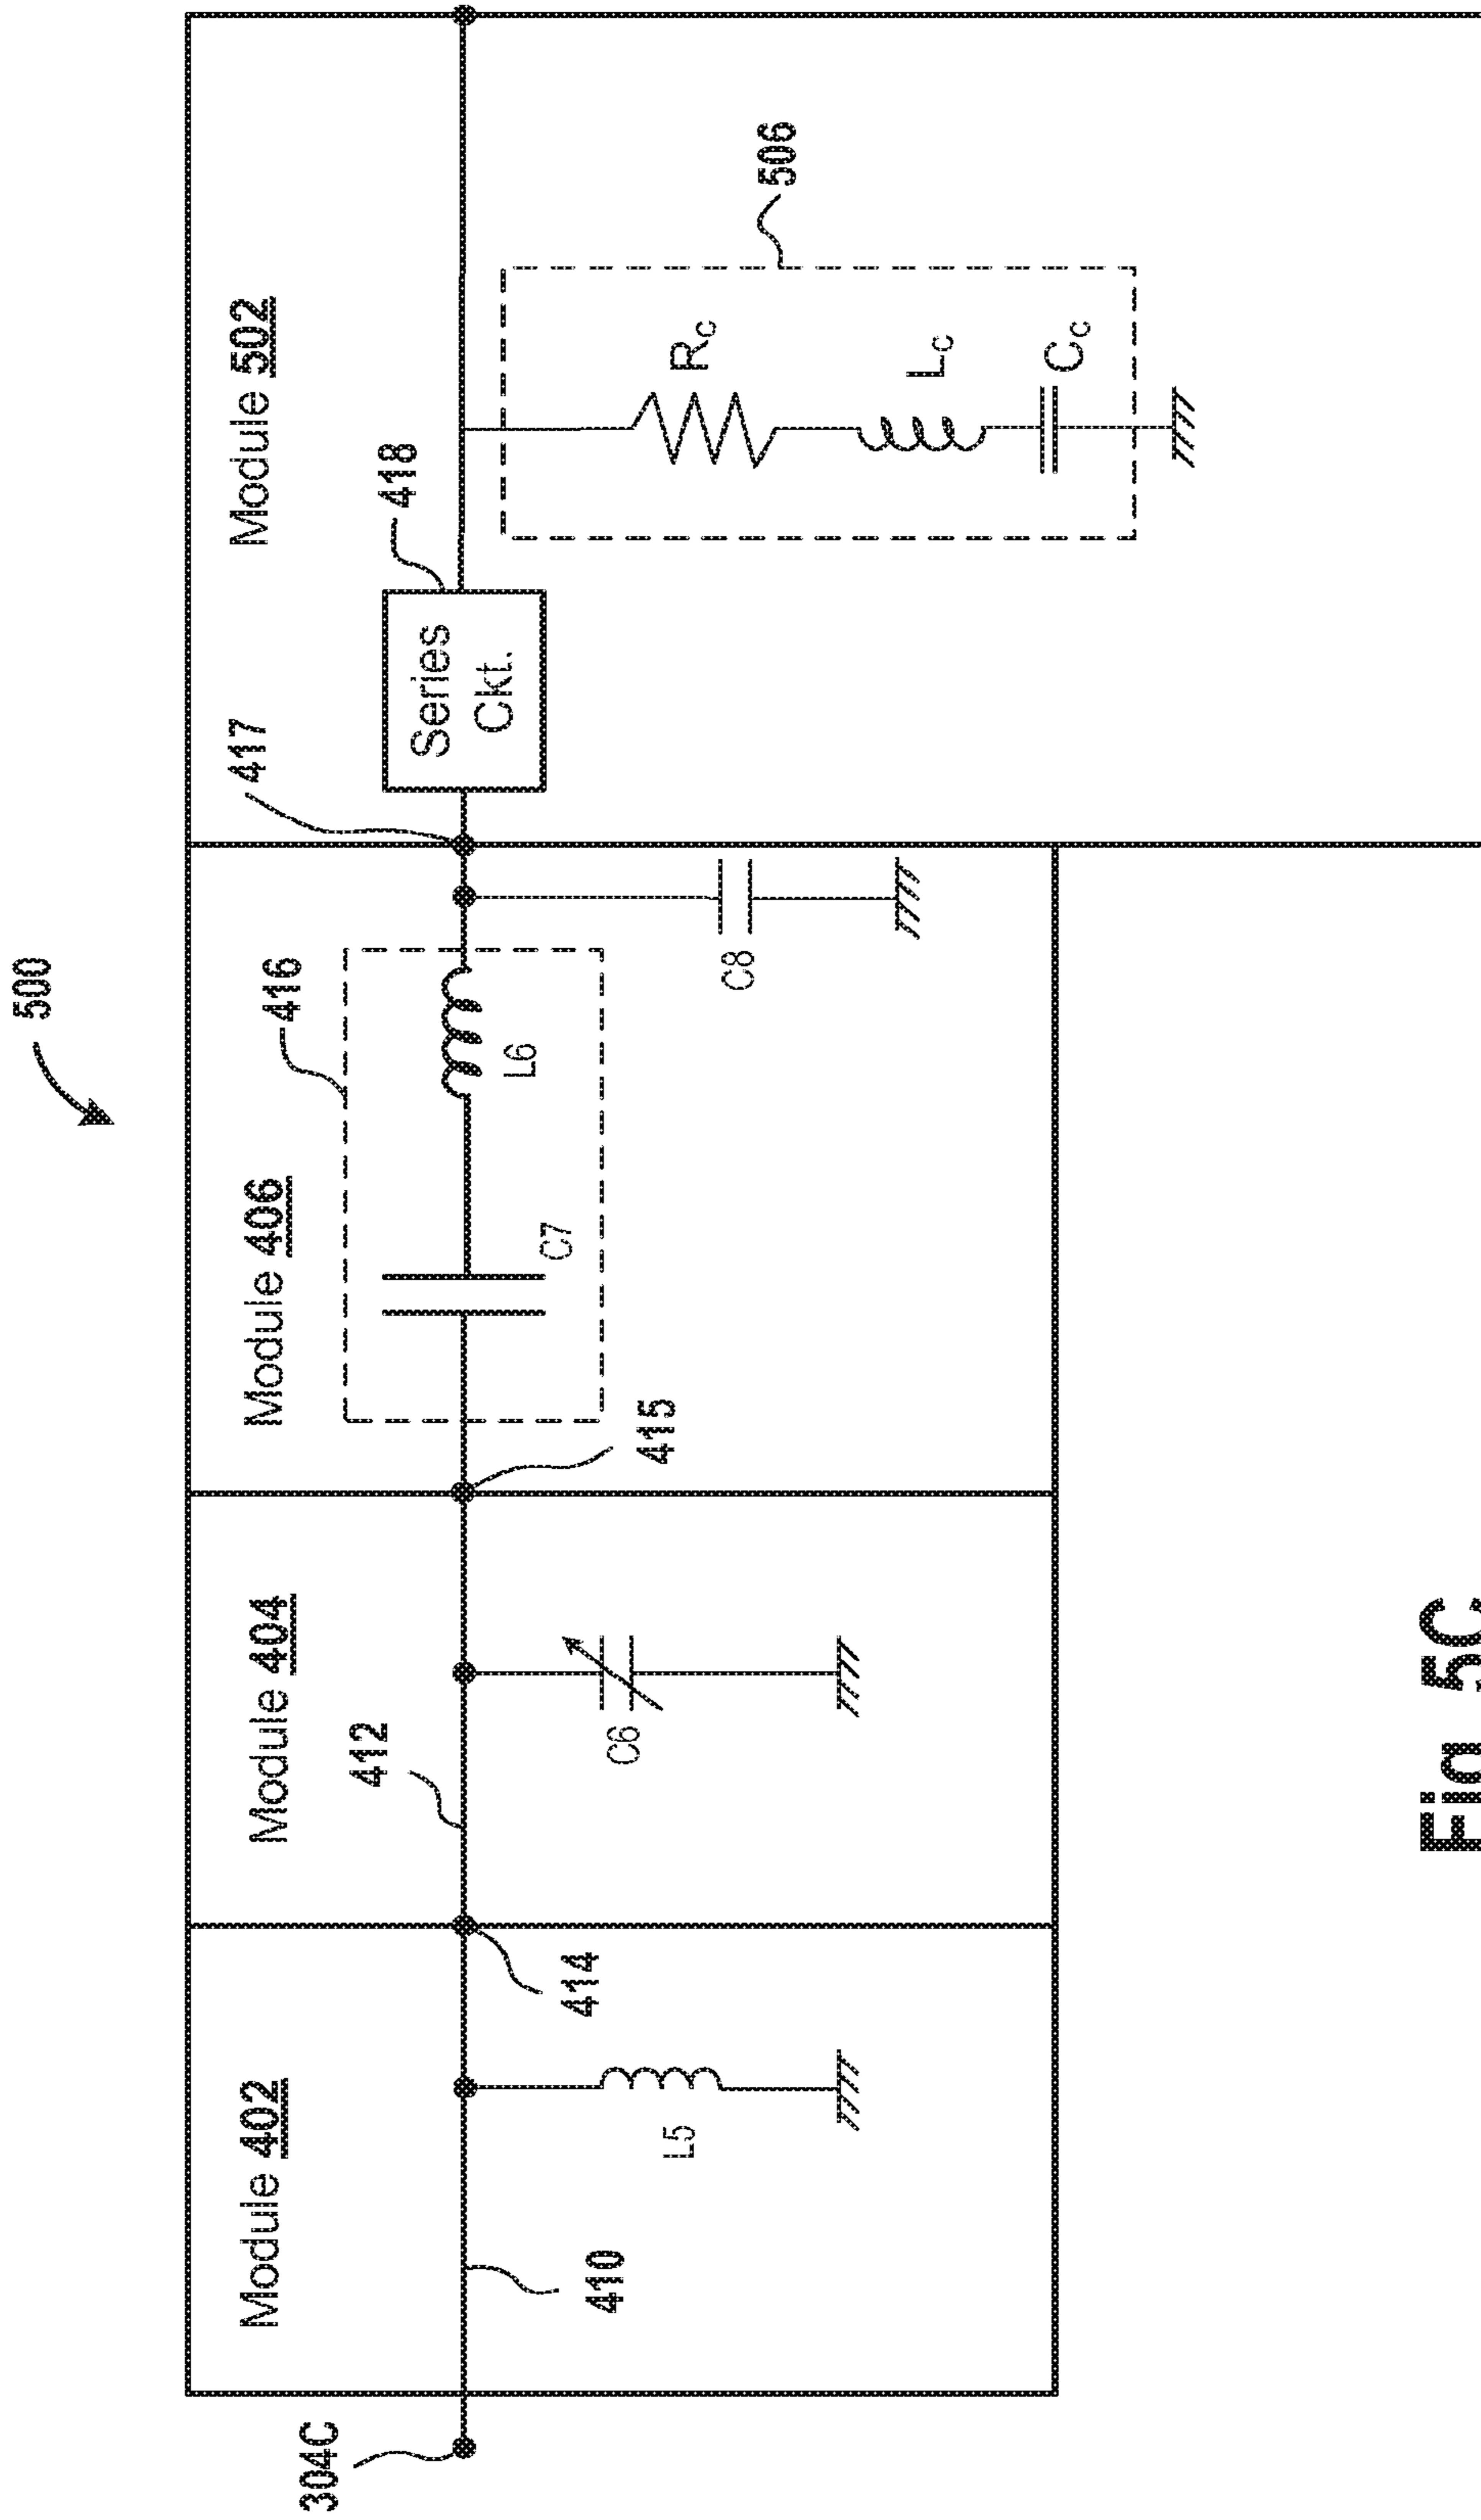 500
Module 402
Module 404
Module 406
Module 502
304C
410
414
412
415
416
417
418
506
L5
C6
C7
L6
C8
Series
Ckt.
RC
LC
CC
Fig. 5C